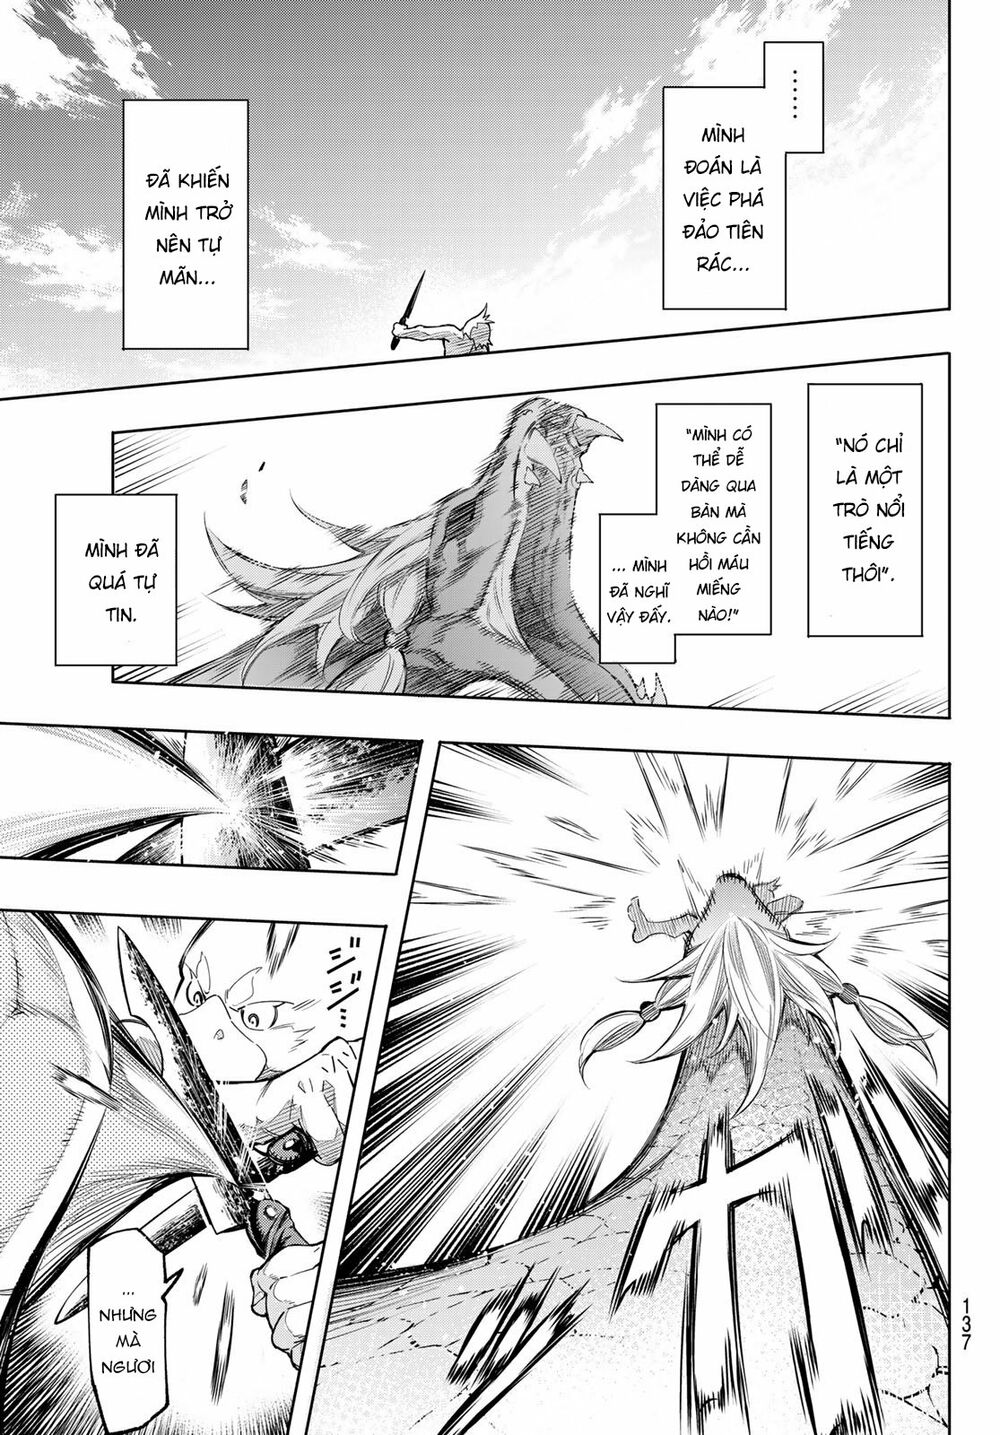 ........
MÌNH
ĐOÁN LÀ
VIỆC PHÁ
ĐẢO TIÊN
RÁC...
ĐÃ KHIẾN
MÌNH TRỞ
NÊN TỰ
MÃN...
"NÓ CHỈ
LÀ MỘT
TRÒ NỔI
TIẾNG
THÔI".
"MÌNH CÓ
THỂ DỄ
DÀNG QUA
BÀN MÀ
KHÔNG CẦN
HỒI MÁU
MIẾNG
NÀO!"
... MÌNH
ĐÃ NGHĨ
VẬY ĐẤY.
MÌNH ĐÃ
QUÁ TỰ
TIN.
ジジ…
...
NHƯNG
MÀ
NGƯƠI
137